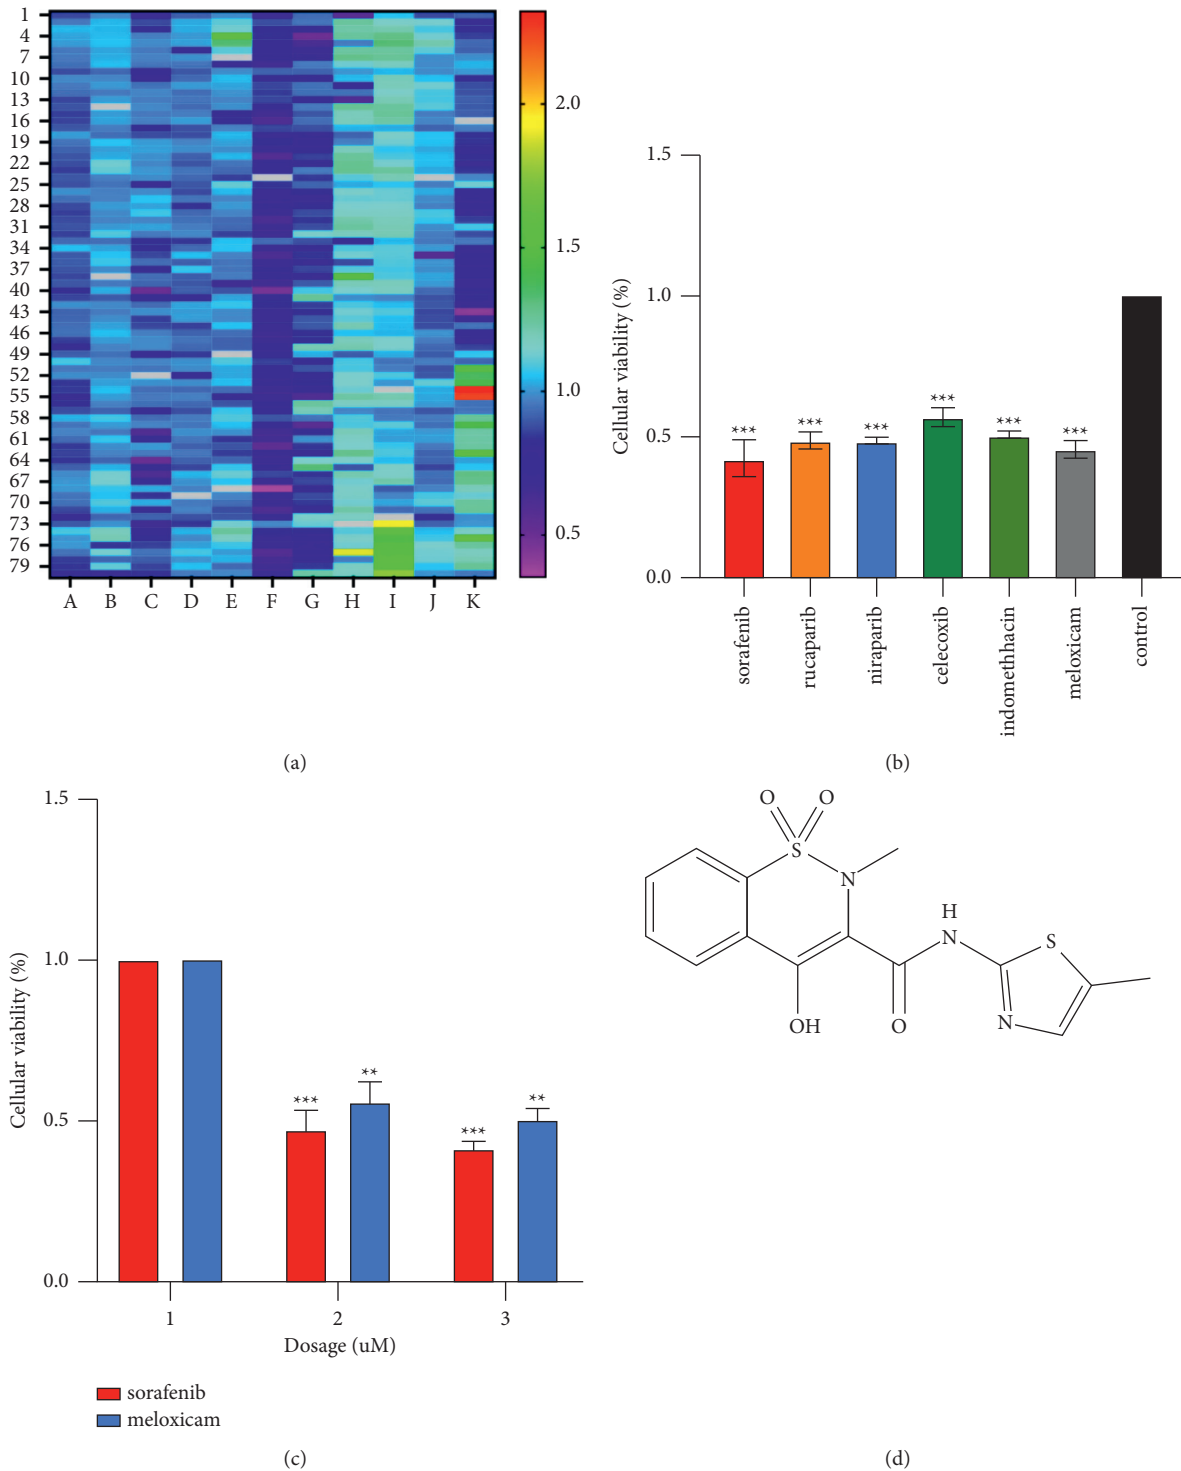 1
4
7
10
13
16
19
22
25
28
31
34
37
40
43
46
49
52
55
58
61
64
67
70
73
76
79
A B C D E F G H I J K
2.0
1.5
1.0
0.5
(a)
1.5
1.0
0.5
0.0
Cellular viability (%)
*** *** *** *** *** ***
sorafenib
rucaparib
niraparib
celecoxib
indomethhacin
meloxicam
control
(b)
1.5
1.0
0.5
0.0
Cellular viability (%)
*** ** *** **
1 2 3
Dosage (uM)
sorafenib
meloxicam
(c)
O O
S
N
H
N
S
N
OH
O
(d)